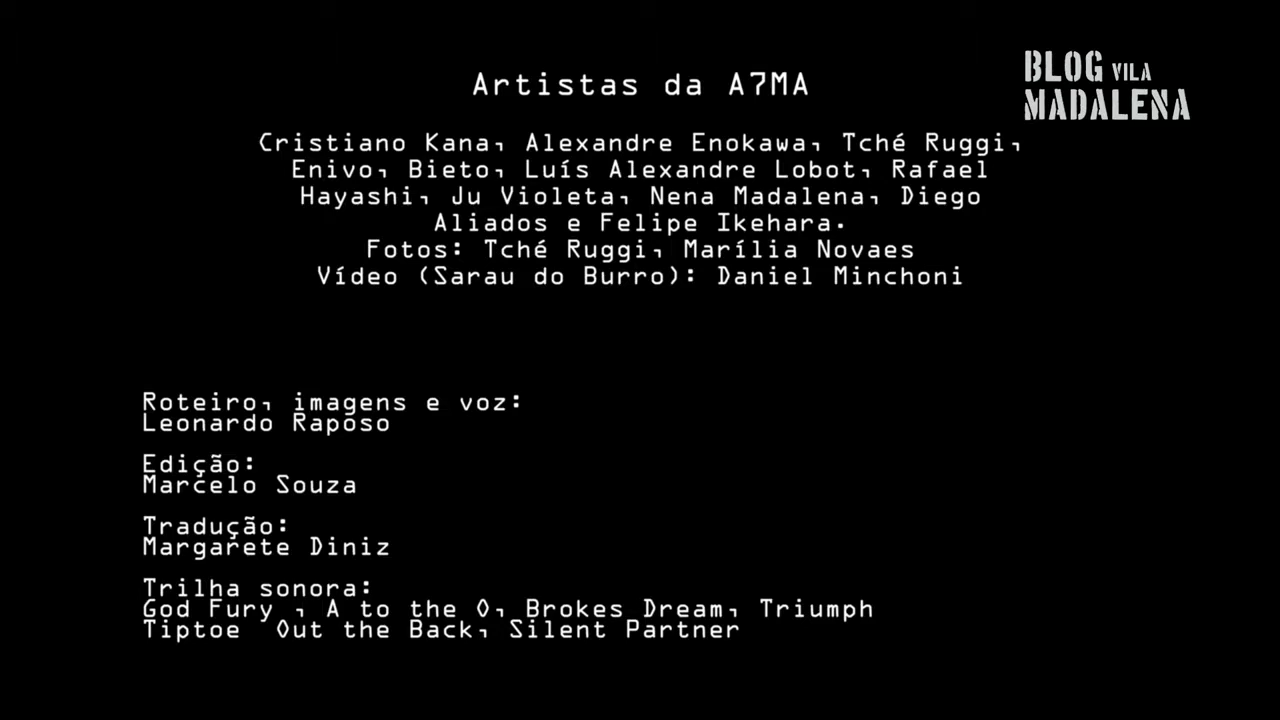 Artistas da A7MA
BLOG VILA
MADALENA
Cristiano Kana, Alexandre Enokawa, Tché Ruggi,
Enivo, Bieto, Luís Alexandre Lobot, Rafael
Hayashi, Ju Violeta, Nena Madalena, Diego
Aliados e Felipe Ikehara.
Fotos: Tché Ruggi, Marília Novaes
Vídeo (Sarau do Burro): Daniel Minchoni
Roteiro, imagens e voz:
Leonardo Raposo
Edição:
Marcelo Souza
Tradução:
Margarete Diniz
Trilha sonora:
God Fury , A to the O, Brokes Dream, Triumph
Tiptoe  Out the Back, Silent Partner